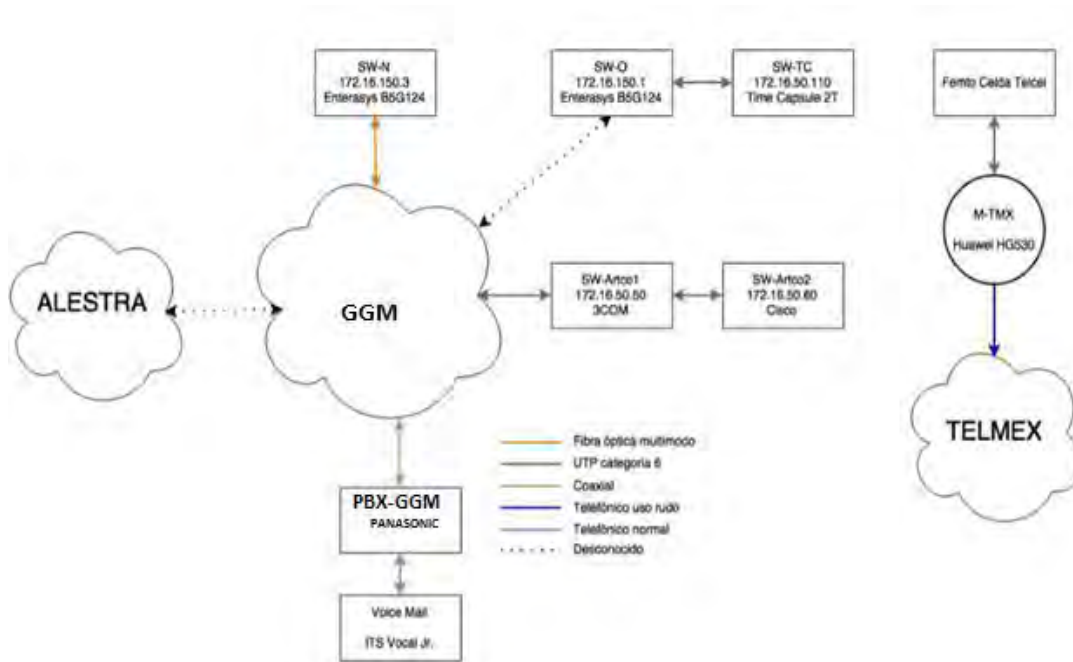 SW-N
172.16.150.3
Enterasys B5G124
SW-O
172.16.150.1
Enterasys B5G124
SW-TC
172.16.50.110
Time Capsule 2T
Femto Celda Telcel
M-TMX
Huawei HG530
ALESTRA
GGM
SW-Artco1
172.16.50.50
3COM
SW-Artco2
172.16.50.60
Cisco
TELMEX
Fibra óptica multimodo
UTP categoría 6
Coaxial
Telefónico uso rudo
Telefónico normal
Desconocido
PBX-GGM
PANASONIC
Voice Mail
ITS Vocal Jr.